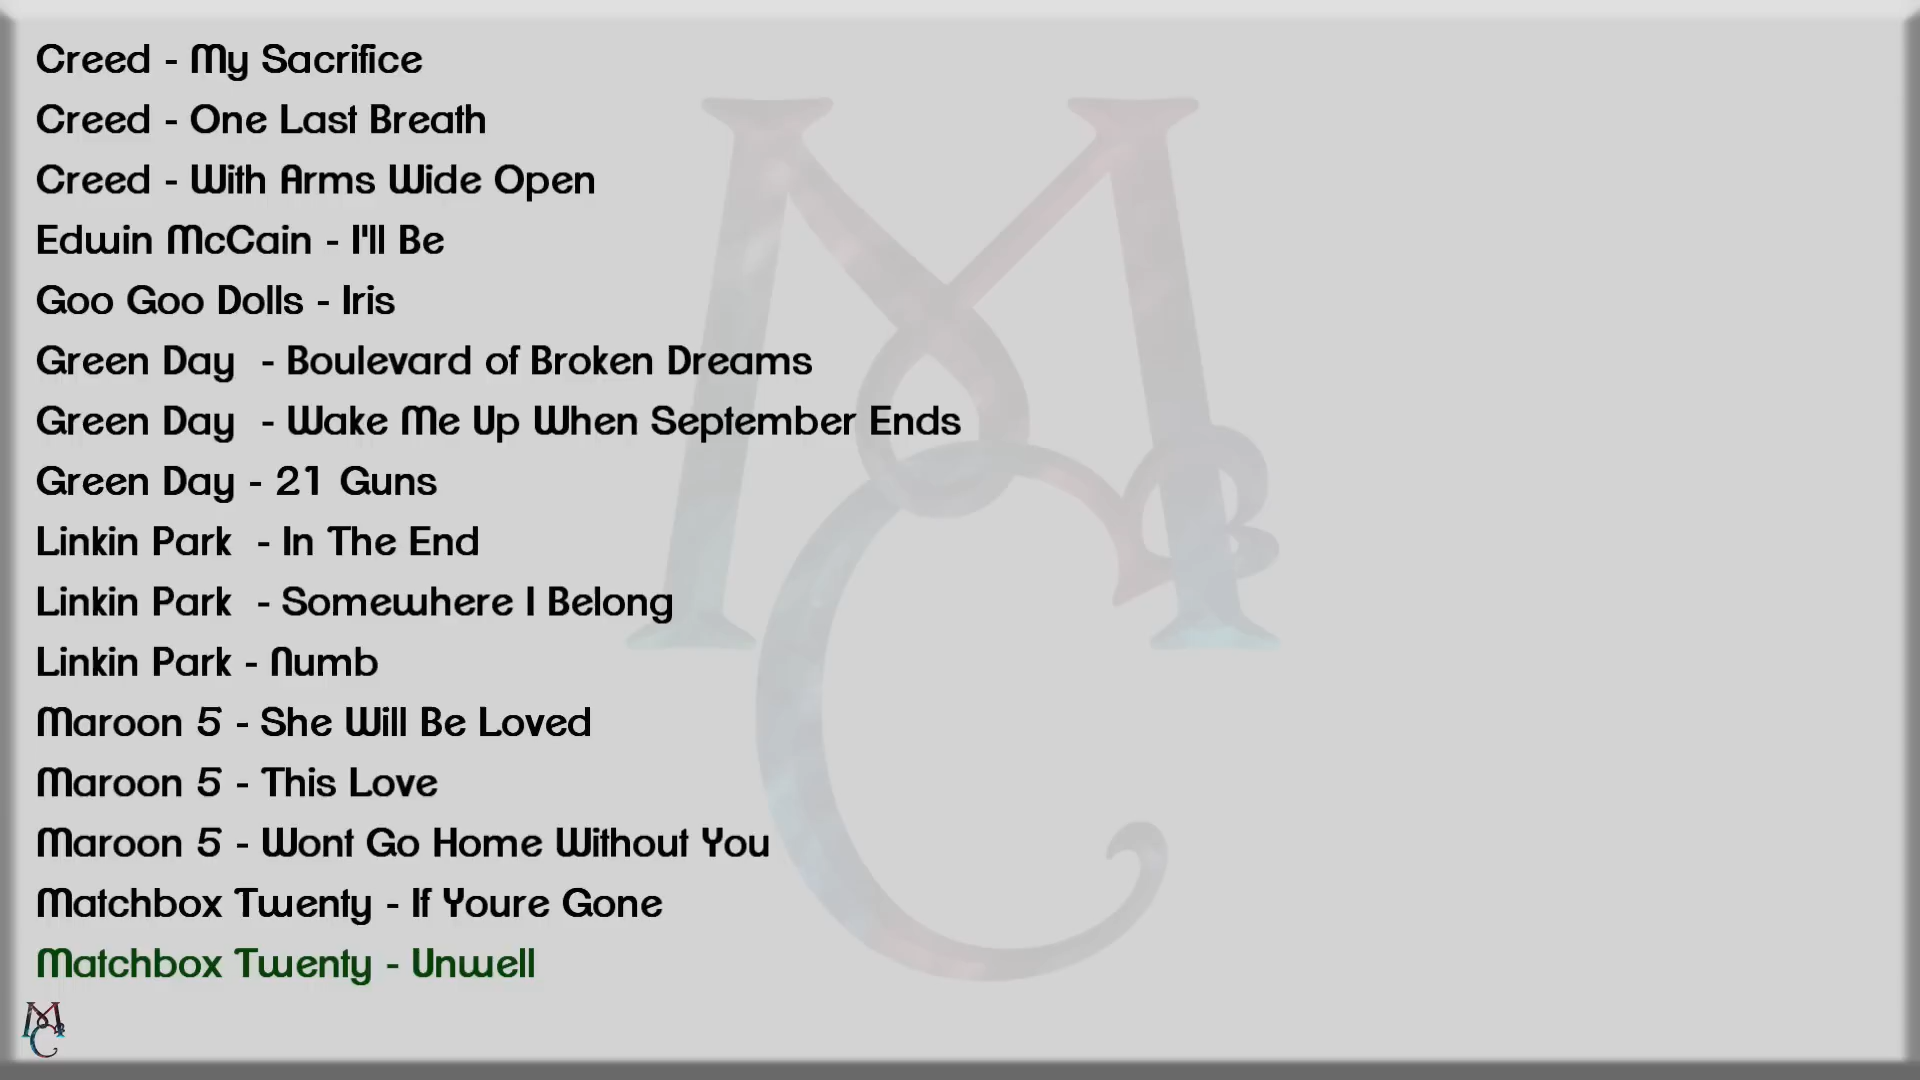 Creed - My Sacrifice
Creed - One Last Breath
Creed - With Arms Wide Open
Edwin McCain - I'll Be
Goo Goo Dolls - Iris
Green Day  - Boulevard of Broken Dreams
Green Day  - Wake Me Up When September Ends
Green Day - 21 Guns
Linkin Park  - In The End
Linkin Park  - Somewhere I Belong
Linkin Park - Numb
Maroon 5 - She Will Be Loved
Maroon 5 - This Love
Maroon 5 - Wont Go Home Without You
Matchbox Twenty - If Youre Gone
Matchbox Twenty - Unwell